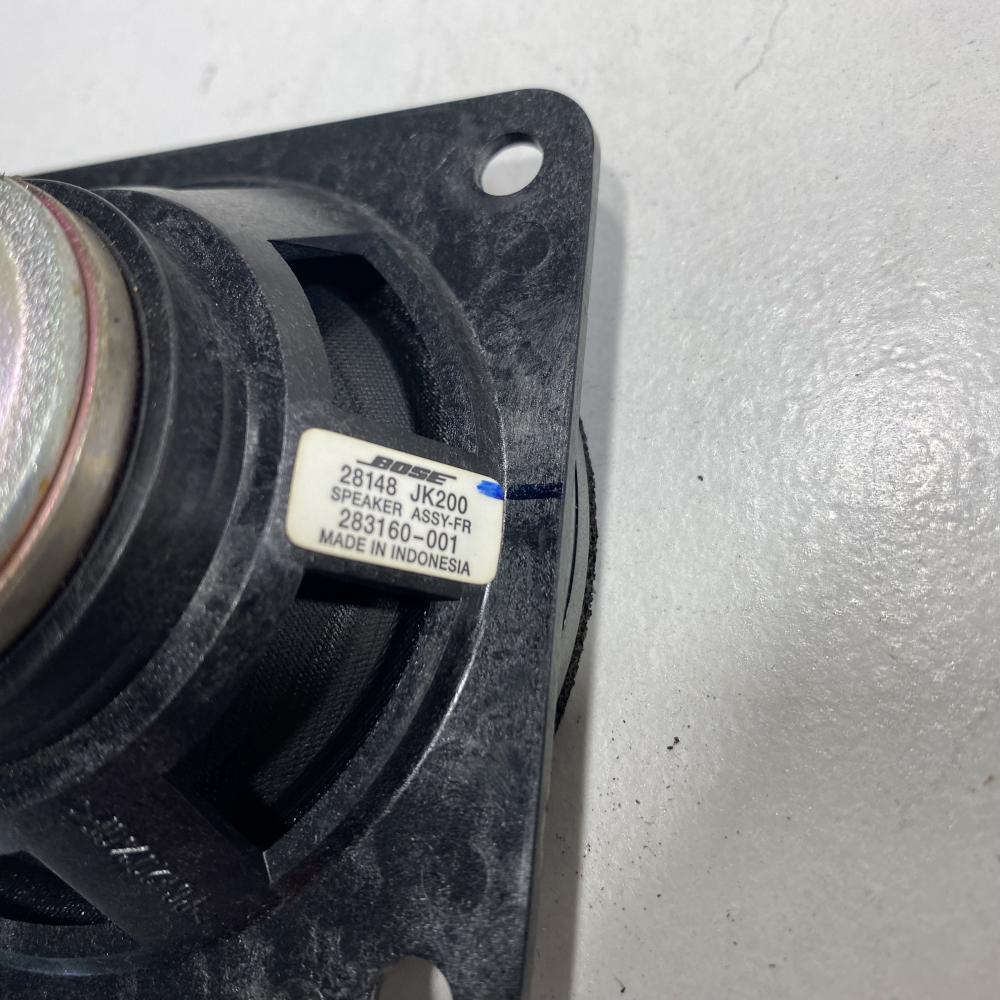 BOSE
28148 JK200
SPEAKER ASSY-FR
283160-001
MADE IN INDONESIA